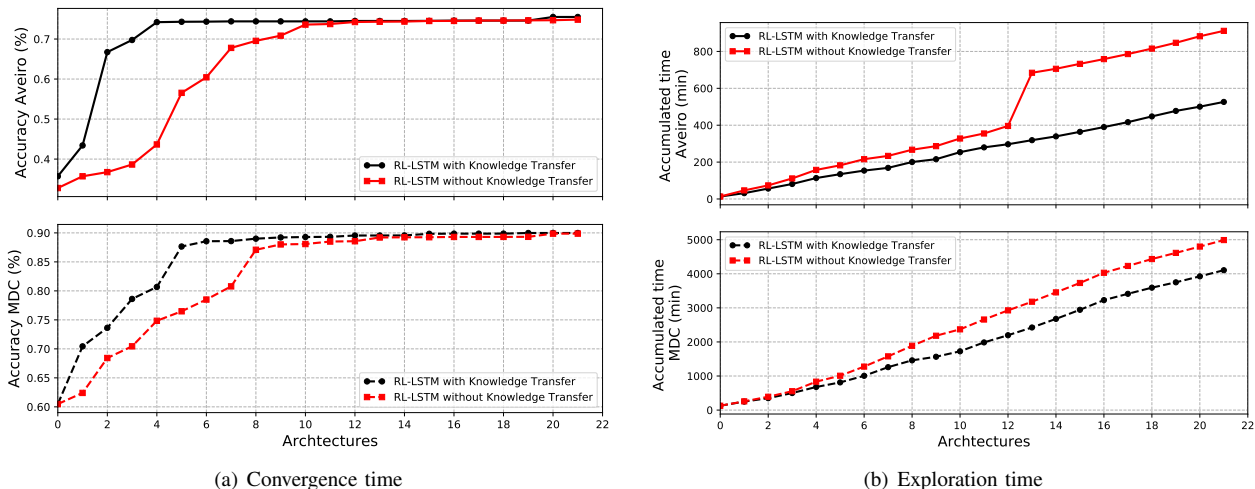 Accuracy Aveiro (%)
0.7
0.6
0.5
0.4
RL-LSTM with Knowledge Transfer
RL-LSTM without Knowledge Transfer
Accuracy MDC (%)
0.90
0.85
0.80
0.75
0.70
0.65
0.60
RL-LSTM with Knowledge Transfer
RL-LSTM without Knowledge Transfer
0 2 4 6 8 10 12 14 16 18 20 22
Archtectures
(a) Convergence time
Accumulated time
Aveiro (min)
800
600
400
200
0
RL-LSTM with Knowledge Transfer
RL-LSTM without Knowledge Transfer
Accumulated time
MDC (min)
5000
4000
3000
2000
1000
0
RL-LSTM with Knowledge Transfer
RL-LSTM without Knowledge Transfer
0 2 4 6 8 10 12 14 16 18 20 22
Archtectures
(b) Exploration time